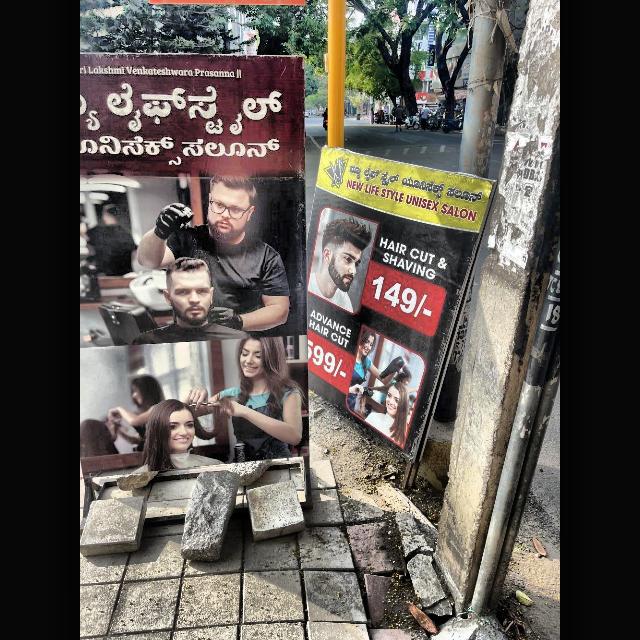 ri Lakshmi Venkateshwara Prasanna ||
ಲೈಫ್‌ಸ್ಟೈಲ್
ಸಲೂನ್
ನ್ಯೂ ಲೈಫ್ ಸ್ಟೈಲ್ ಯೂನಿಸೆಕ್ಸ್ ಸಲೂನ್
NEW LIFE STYLE UNISEX SALON
HAIR CUT &
SHAVING
149/-
ADVANCE
HAIR CUT
599/-